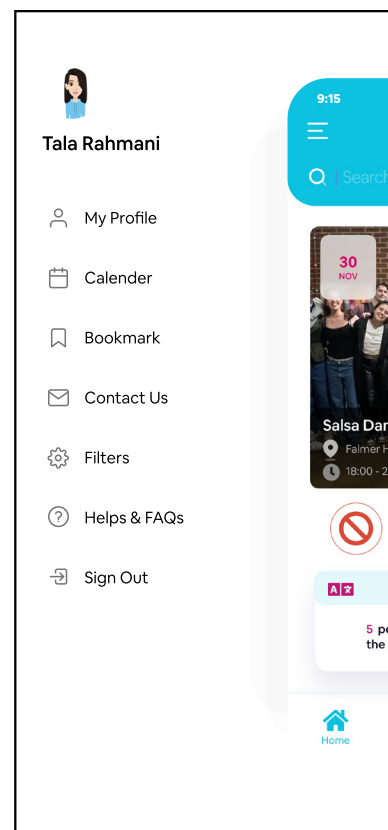 Tala Rahmani
My Profile
Calender
Bookmark
Contact Us
Filters
Helps & FAQs
Sign Out
9:15
Search
30
NOV
Salsa Dan
Falmer H
18:00 - 2
A
5 pe
the
Home